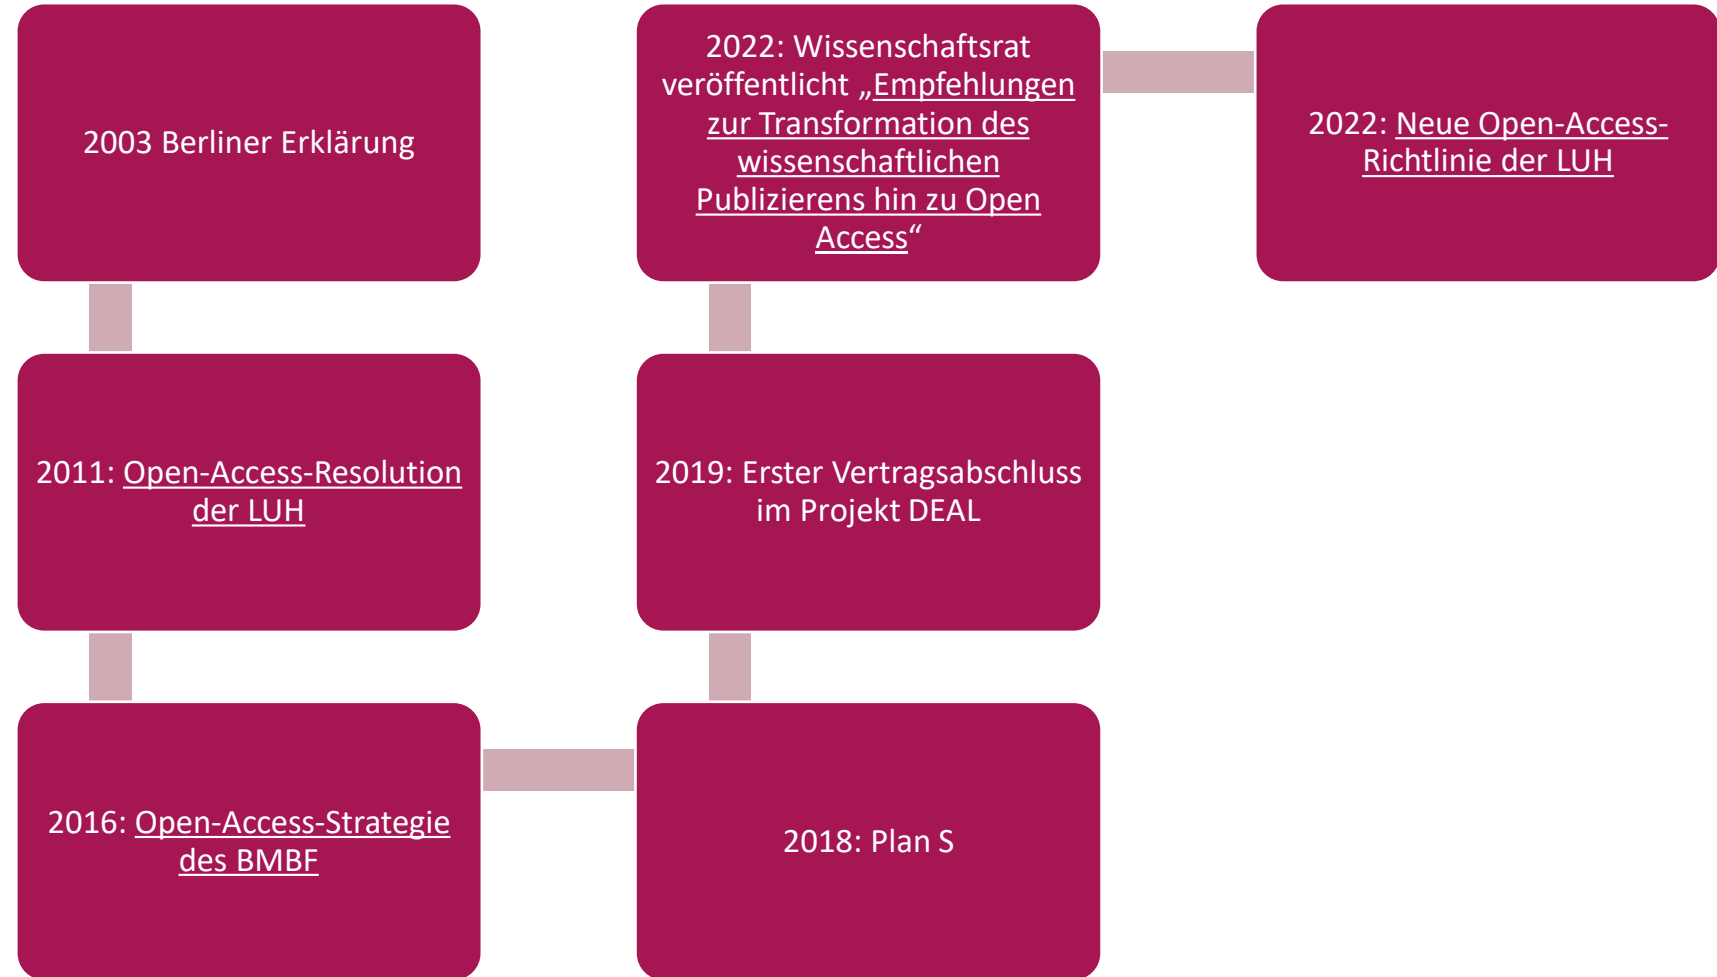 2003 Berliner Erklärung
2011: Open-Access-Resolution
der LUH
2016: Open-Access-Strategie
des BMBF
2018: Plan S
2019: Erster Vertragsabschluss
im Projekt DEAL
2022: Wissenschaftsrat
veröffentlicht „Empfehlungen
zur Transformation des
wissenschaftlichen
Publizierens hin zu Open
Access“
2022: Neue Open-Access-
Richtlinie der LUH